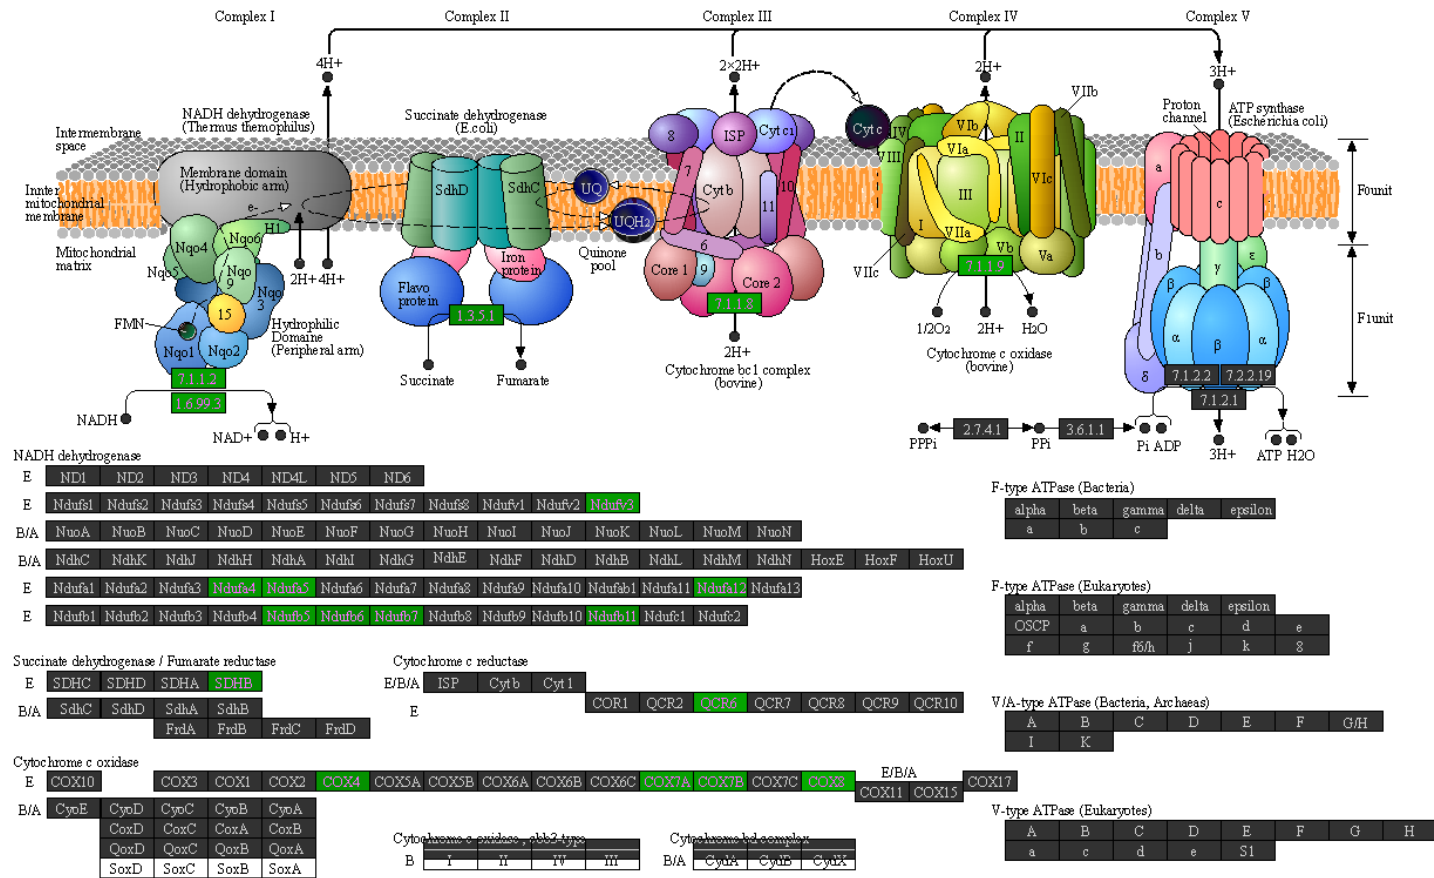 Complex I Complex II Complex III Complex IV Complex V
4H+ 2×2H+ 2H+ 3H+
NADH dehydrogenase
(Thermus themophilus)
Succinate dehydrogenase
(E.coli)
Proton
channel
ATP synthase
(Escherichia coli)
Intermembrane
space
Innter
mitochondrial
membrane
Mitochondrial
matrix
Membrane domain
(Hydrophobic arm)
e-
H1
Nqo4
Nqo6
Nqo5
Nqo
9
Nqo
3
15
FMN
Nqo1
Nqo2
Hydrophilic
Domaine
(Peripheral arm)
2H+ 4H+
7.1.1.2
1.6.99.3
NADH
NAD+ H+
SdhD
SdhC
UQ
UQH2
Quinone
pool
Flavo
protein
Iron
protein
1.3.5.1
Succinate
Fumarate
8
ISP
Cyt c1
7
Cyt b
10
11
6
Core 1
9
Core 2
7.1.1.8
2H+
Cytochrome bc1 complex
(bovine)
Cyt c
IV
VIb
II
VIIb
VIII
VIa
III
VIc
I
VIIa
Vb
Va
VIIc
7.1.1.9
1/2O2 2H+ H2O
Cytochrome c oxidase
(bovine)
a
c
b
γ
ε
β
β
α
β
α
δ
F0unit
F1unit
7.1.2.2 7.2.2.19
7.1.2.1
PPPi 2.7.4.1 PPi 3.6.1.1 Pi ADP
3H+
ATP H2O
NADH dehydrogenase
E ND1 ND2 ND3 ND4 ND4L ND5 ND6
E Ndufs1 Ndufs2 Ndufs3 Ndufs4 Ndufs5 Ndufs6 Ndufs7 Ndufs8 Ndufv1 Ndufv2 Ndufv3
B/A NuoA NuoB NuoC NuoD NuoE NuoF NuoG NuoH NuoI NuoJ NuoK NuoL NuoM NuoN
B/A NdhC NdhK NdhJ NdhH NdhA NdhI NdhG NdhE NdhF NdhD NdhB NdhL NdhM NdhN HoxE HoxF HoxU
E Ndufa1 Ndufa2 Ndufa3 Ndufa4 Ndufa5 Ndufa6 Ndufa7 Ndufa8 Ndufa9 Ndufa10 Ndufab1 Ndufa11 Ndufa12 Ndufa13
E Ndufb1 Ndufb2 Ndufb3 Ndufb4 Ndufb5 Ndufb6 Ndufb7 Ndufb8 Ndufb9 Ndufb10 Ndufb11 Ndufc1 Ndufc2
Succinate dehydrogenase / Fumarate reductase
E SDHC SDHD SDHA SDHB
B/A SdhC SdhD SdhA SdhB
FrdA FrdB FrdC FrdD
Cytochrome c reductase
E/B/A ISP Cyt b Cyt 1
E COR1 QCR2 QCR6 QCR7 QCR8 QCR9 QCR10
Cytochrome c oxidase
E COX10 COX3 COX1 COX2 COX4 COX5A COX5B COX6A COX6B COX6C COX7A COX7B COX7C COX8
E/B/A
COX11 COX15
COX17
B/A CyoE CyoD CyoC CyoB CyoA
CoxD CoxC CoxA CoxB
QoxD QoxC QoxB QoxA
SoxD SoxC SoxB SoxA
Cytochrome c oxidase, cbb3-type
B I II IV III
Cytochrome bd complex
B/A CydA CydB CydX
F-type ATPase (Bacteria)
alpha beta gamma delta epsilon
a b c
F-type ATPase (Eukaryotes)
alpha beta gamma delta epsilon
OSCP a b c d e
f g f6/h j k 8
V/A-type ATPase (Bacteria, Archaeas)
A B C D E F G/H
I K
V-type ATPase (Eukaryotes)
A B C D E F G H
a c d e S1